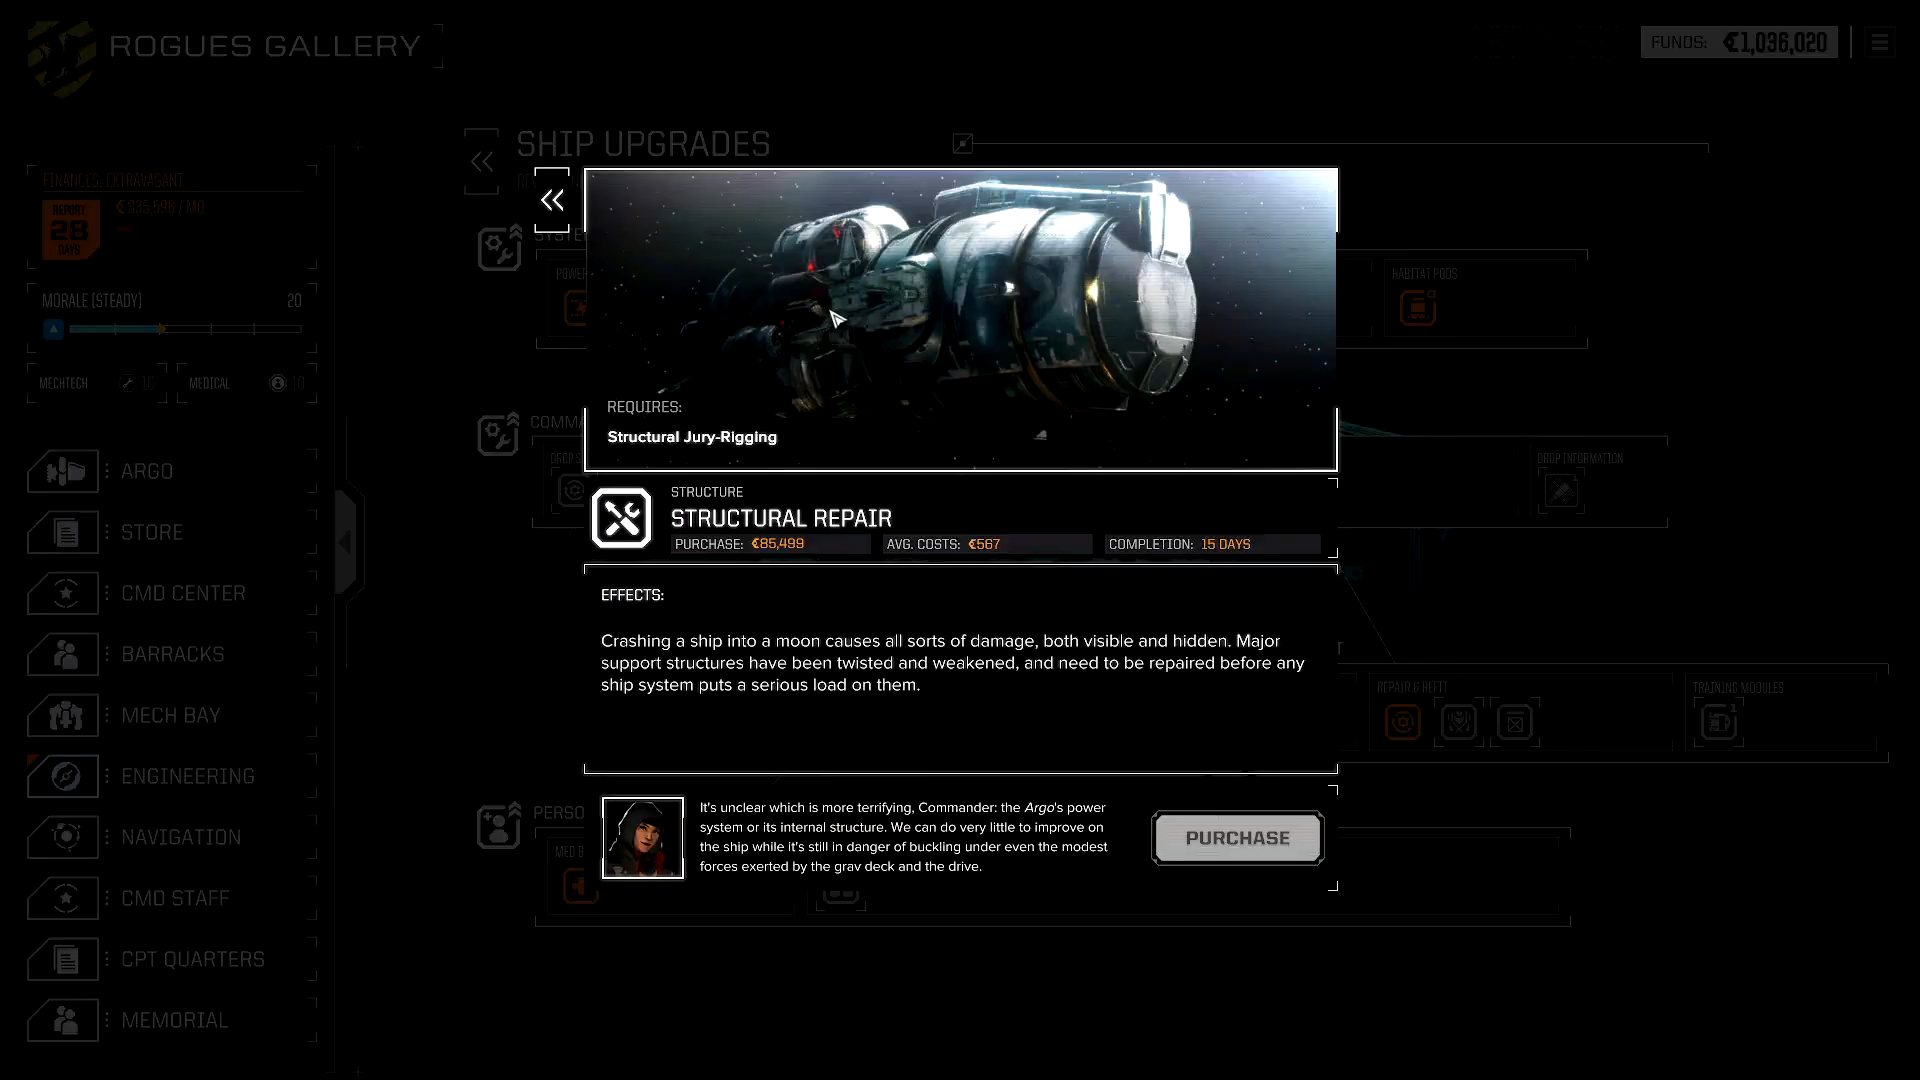 ROGUES GALLERY
FUNDS: ₢1,036,020
SHIP UPGRADES
FINANCES: EXTRAVAGANT
REPORT
28
DAYS
₢ 835,596 / MO
MORALE (STEADY) 20
MECHTECH 16
MEDICAL 10
ARGO
STORE
CMD CENTER
BARRACKS
MECH BAY
ENGINEERING
NAVIGATION
CMD STAFF
CPT QUARTERS
MEMORIAL
HABITAT PODS
DROP INFORMATION
REPAIR & REFIT
TRAINING MODULES
1
REQUIRES:
Structural Jury-Rigging
STRUCTURE
STRUCTURAL REPAIR
PURCHASE: ₢85,499
AVG. COSTS: ₢567
COMPLETION: 15 DAYS
EFFECTS:
Crashing a ship into a moon causes all sorts of damage, both visible and hidden. Major
support structures have been twisted and weakened, and need to be repaired before any
ship system puts a serious load on them.
It's unclear which is more terrifying, Commander: the Argo's power
system or its internal structure. We can do very little to improve on
the ship while it's still in danger of buckling under even the modest
forces exerted by the grav deck and the drive.
PURCHASE